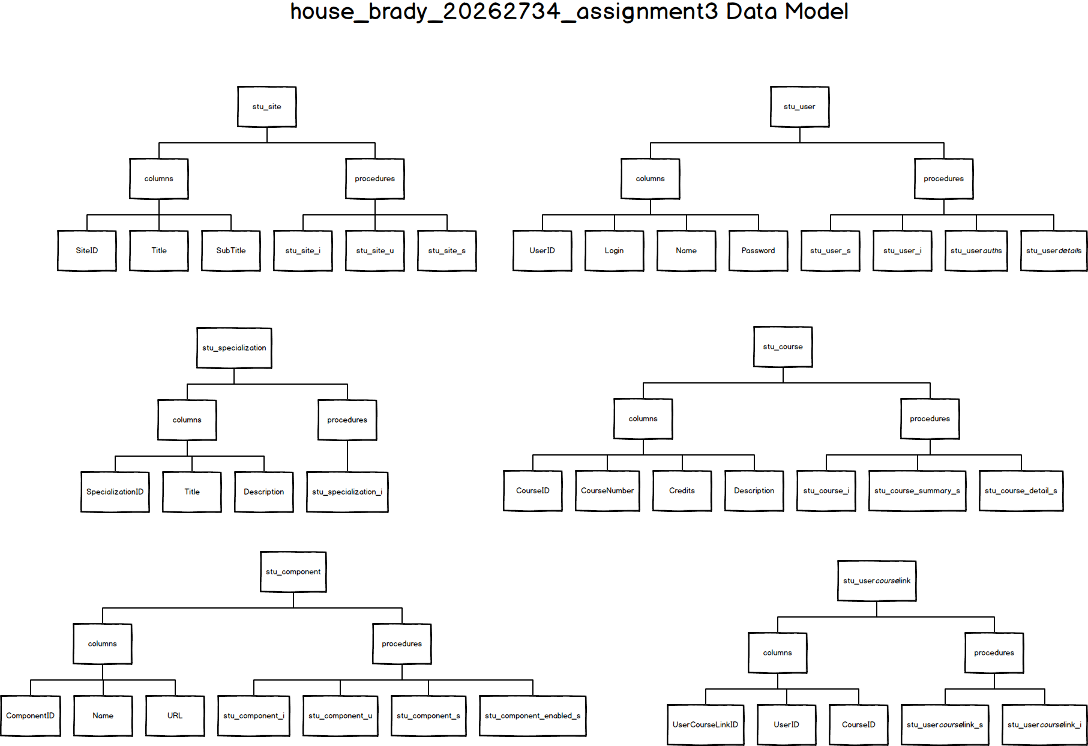 house_brady_20262734_assignment3 Data Model
stu_site
stu_user
columns
procedures
columns
procedures
SiteID
Title
SubTitle
stu_site_i
stu_site_u
stu_site_s
UserID
Login
Name
Password
stu_user_s
stu_user_i
stu_userauths
stu_userdetails
stu_specialization
stu_course
columns
procedures
columns
procedures
SpecializationID
Title
Description
stu_specialization_i
CourseID
CourseNumber
Credits
Description
stu_course_i
stu_course_summary_s
stu_course_detail_s
stu_component
stu_usercourselink
columns
procedures
columns
procedures
ComponentID
Name
URL
stu_component_i
stu_component_u
stu_component_s
stu_component_enabled_s
UserCourseLinkID
UserID
CourseID
stu_usercourselink_s
stu_usercourselink_i